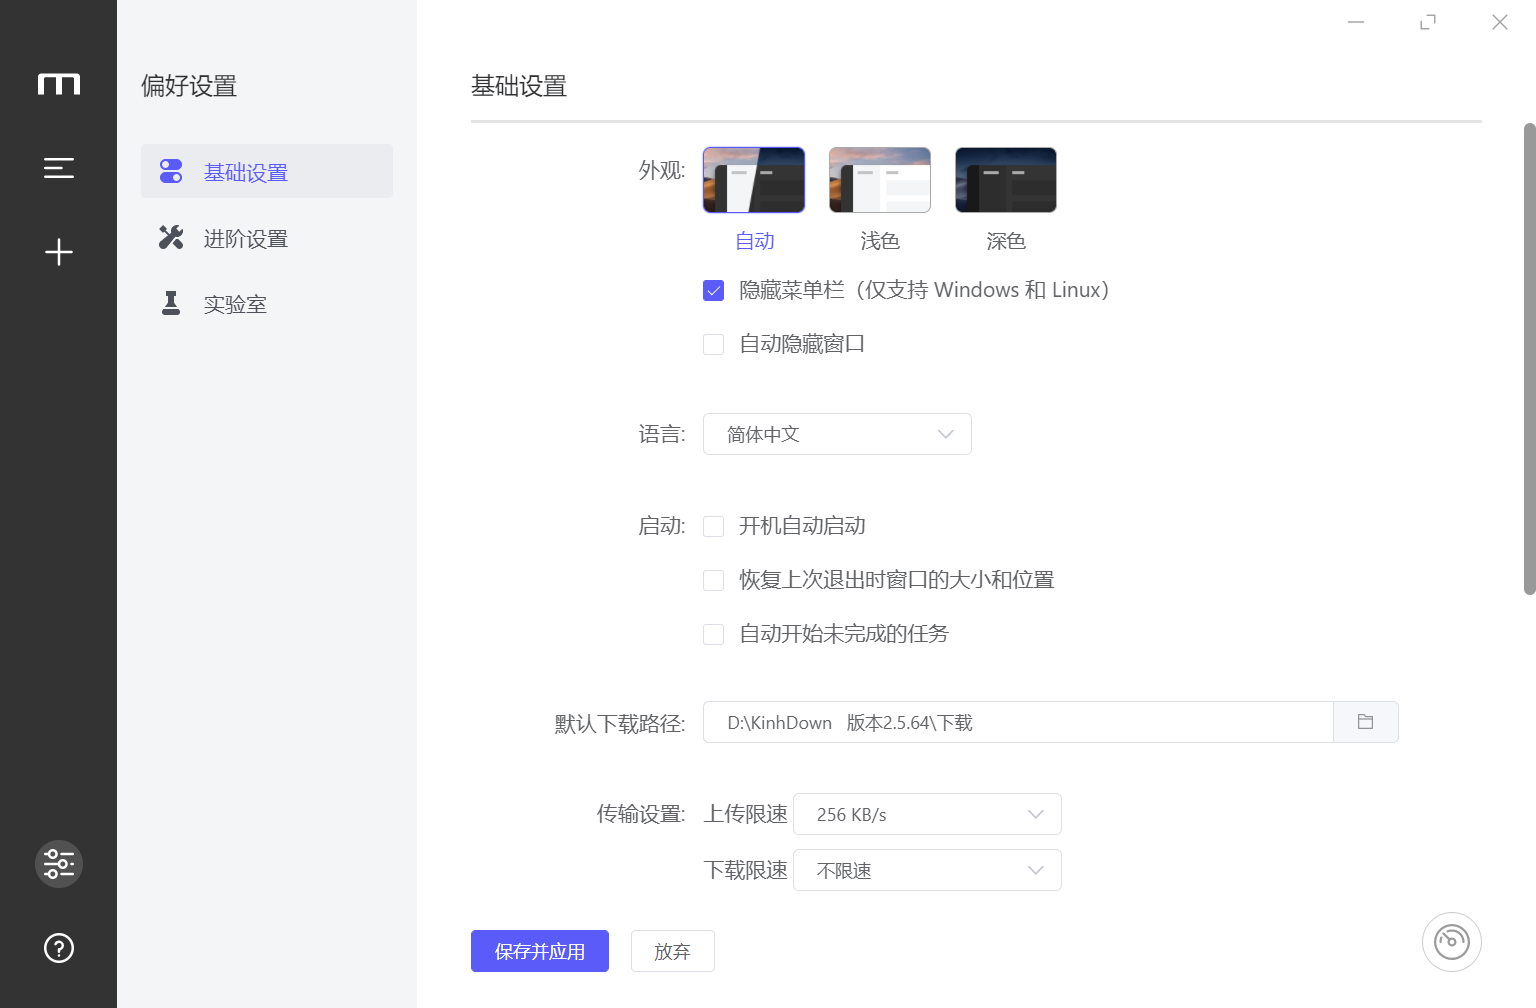 偏好设置
基础设置
进阶设置
实验室
基础设置
外观:
自动
浅色
深色
隐藏菜单栏（仅支持 Windows 和 Linux）
自动隐藏窗口
语言:
简体中文
启动:
开机自动启动
恢复上次退出时窗口的大小和位置
自动开始未完成的任务
默认下载路径:
D:\KinhDown   版本2.5.64\下载
传输设置:
上传限速
256 KB/s
下载限速
不限速
保存并应用
放弃